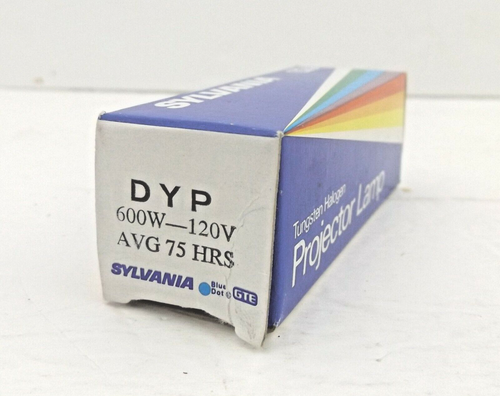 DYP
600W—120V
AVG 75 HRS
SYLVANIA
Blue
Dot®
GTE
SYLVANIA
Tungsten Halogen
Projector Lamp